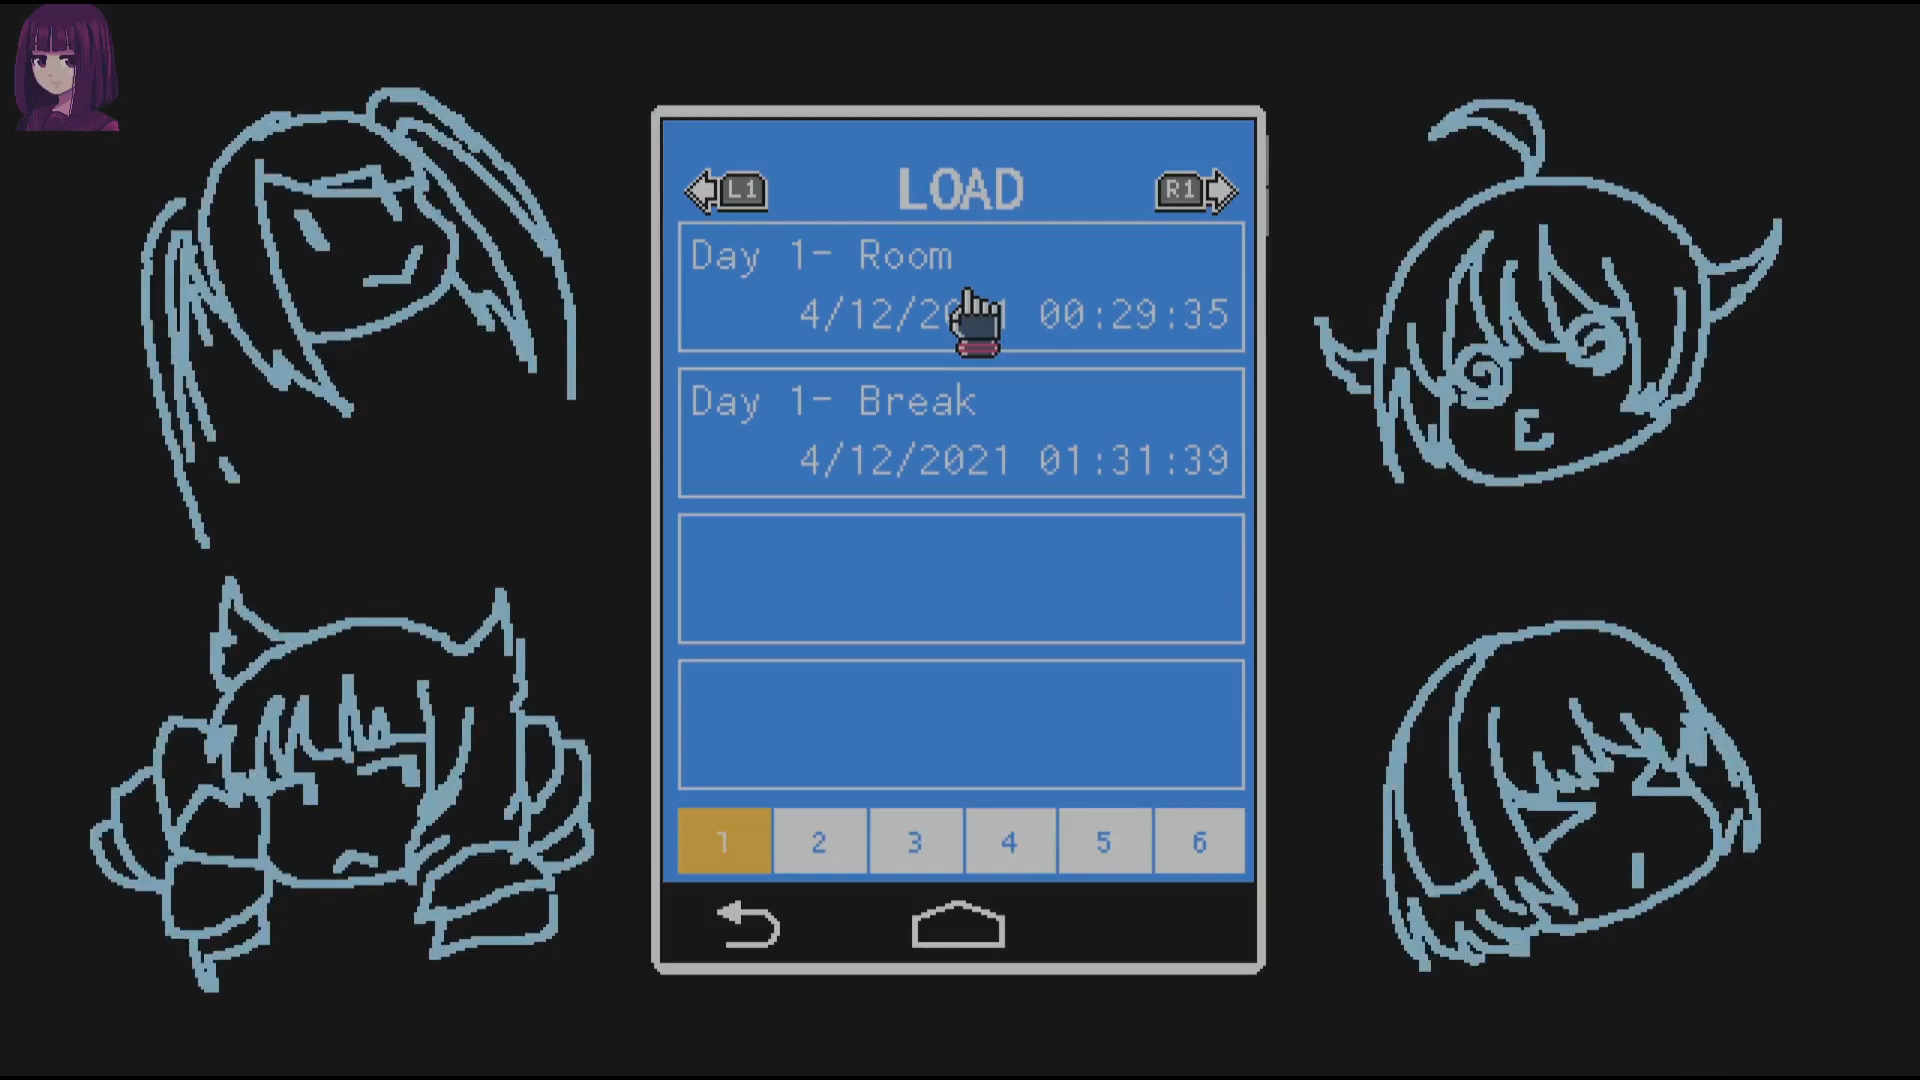 L1 LOAD R1
Day 1- Room
4/12/2021 00:29:35
Day 1- Break
4/12/2021 01:31:39
1 2 3 4 5 6